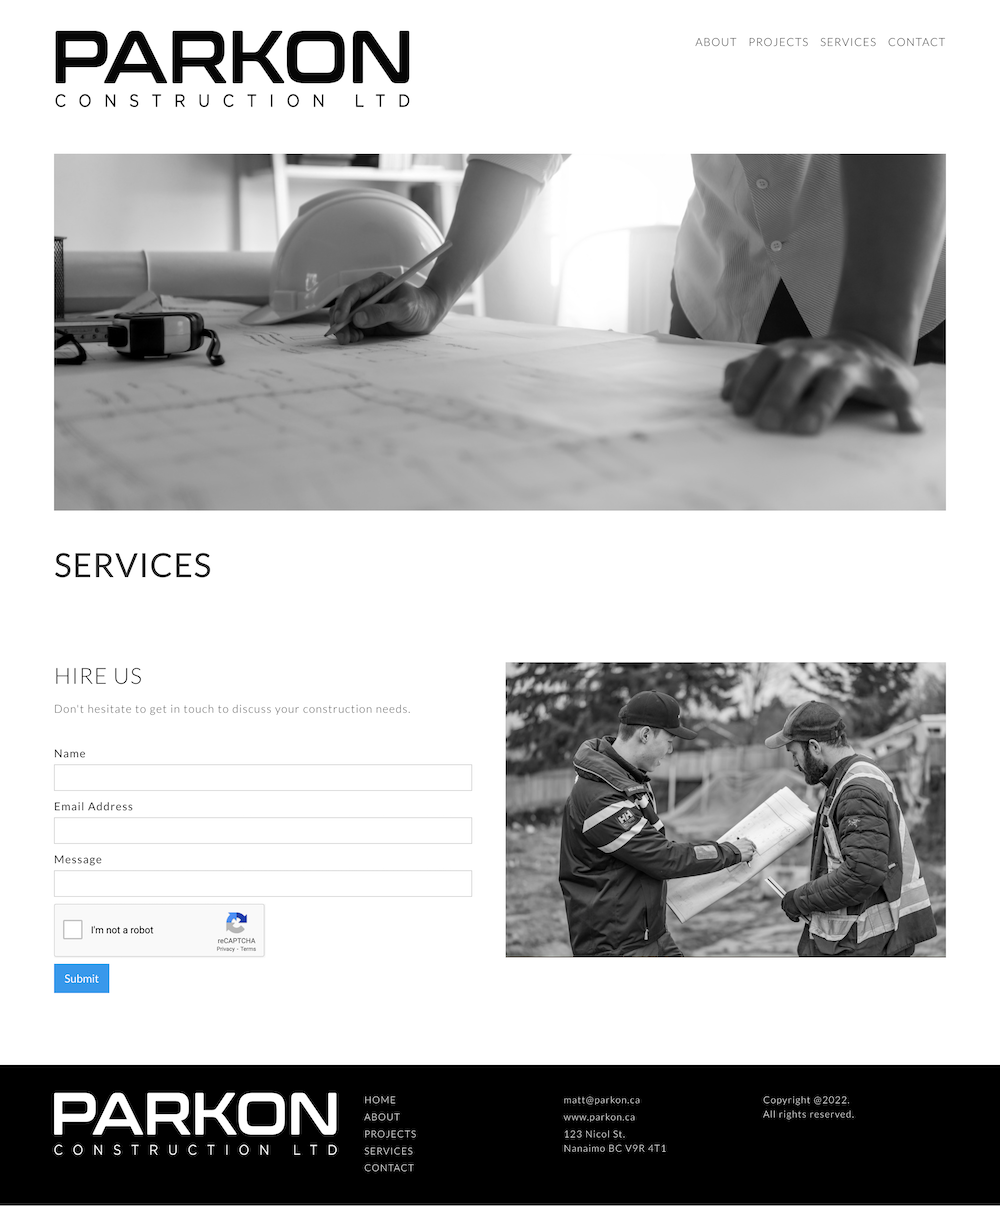 PARKON
CONSTRUCTION LTD
ABOUT PROJECTS SERVICES CONTACT
SERVICES
HIRE US
Don't hesitate to get in touch to discuss your construction needs.
Name
Email Address
Message
I'm not a robot
reCAPTCHA
Privacy - Terms
Submit
HH
PARKON
CONSTRUCTION LTD
HOME
ABOUT
PROJECTS
SERVICES
CONTACT
matt@parkon.ca
www.parkon.ca
123 Nicol St.
Nanaimo BC V9R 4T1
Copyright @2022.
All rights reserved.